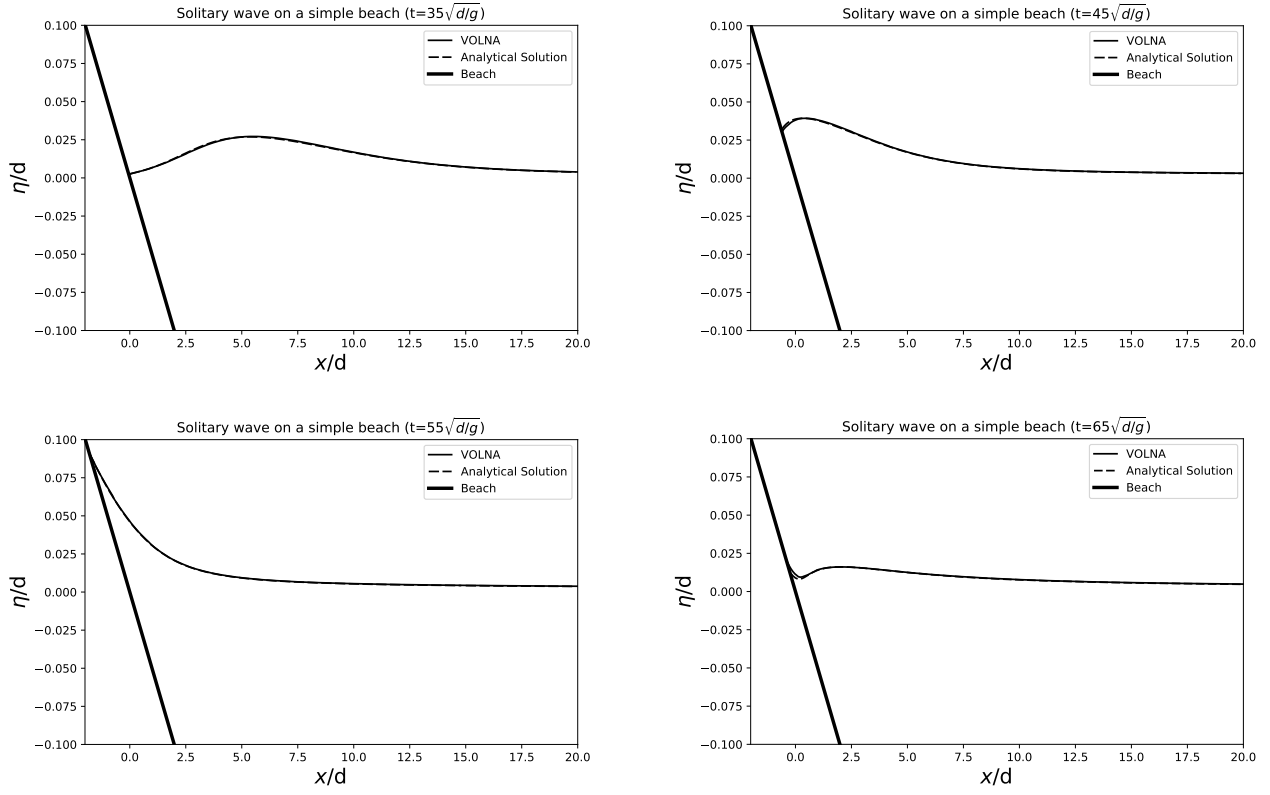 Solitary wave on a simple beach (t=35√d/g)
VOLNA
Analytical Solution
Beach
0.100
0.075
0.050
0.025
0.000
−0.025
−0.050
−0.075
−0.100
η/d
0.0 2.5 5.0 7.5 10.0 12.5 15.0 17.5 20.0
x/d
Solitary wave on a simple beach (t=45√d/g)
VOLNA
Analytical Solution
Beach
0.100
0.075
0.050
0.025
0.000
−0.025
−0.050
−0.075
−0.100
η/d
0.0 2.5 5.0 7.5 10.0 12.5 15.0 17.5 20.0
x/d
Solitary wave on a simple beach (t=55√d/g)
VOLNA
Analytical Solution
Beach
0.100
0.075
0.050
0.025
0.000
−0.025
−0.050
−0.075
−0.100
η/d
0.0 2.5 5.0 7.5 10.0 12.5 15.0 17.5 20.0
x/d
Solitary wave on a simple beach (t=65√d/g)
VOLNA
Analytical Solution
Beach
0.100
0.075
0.050
0.025
0.000
−0.025
−0.050
−0.075
−0.100
η/d
0.0 2.5 5.0 7.5 10.0 12.5 15.0 17.5 20.0
x/d